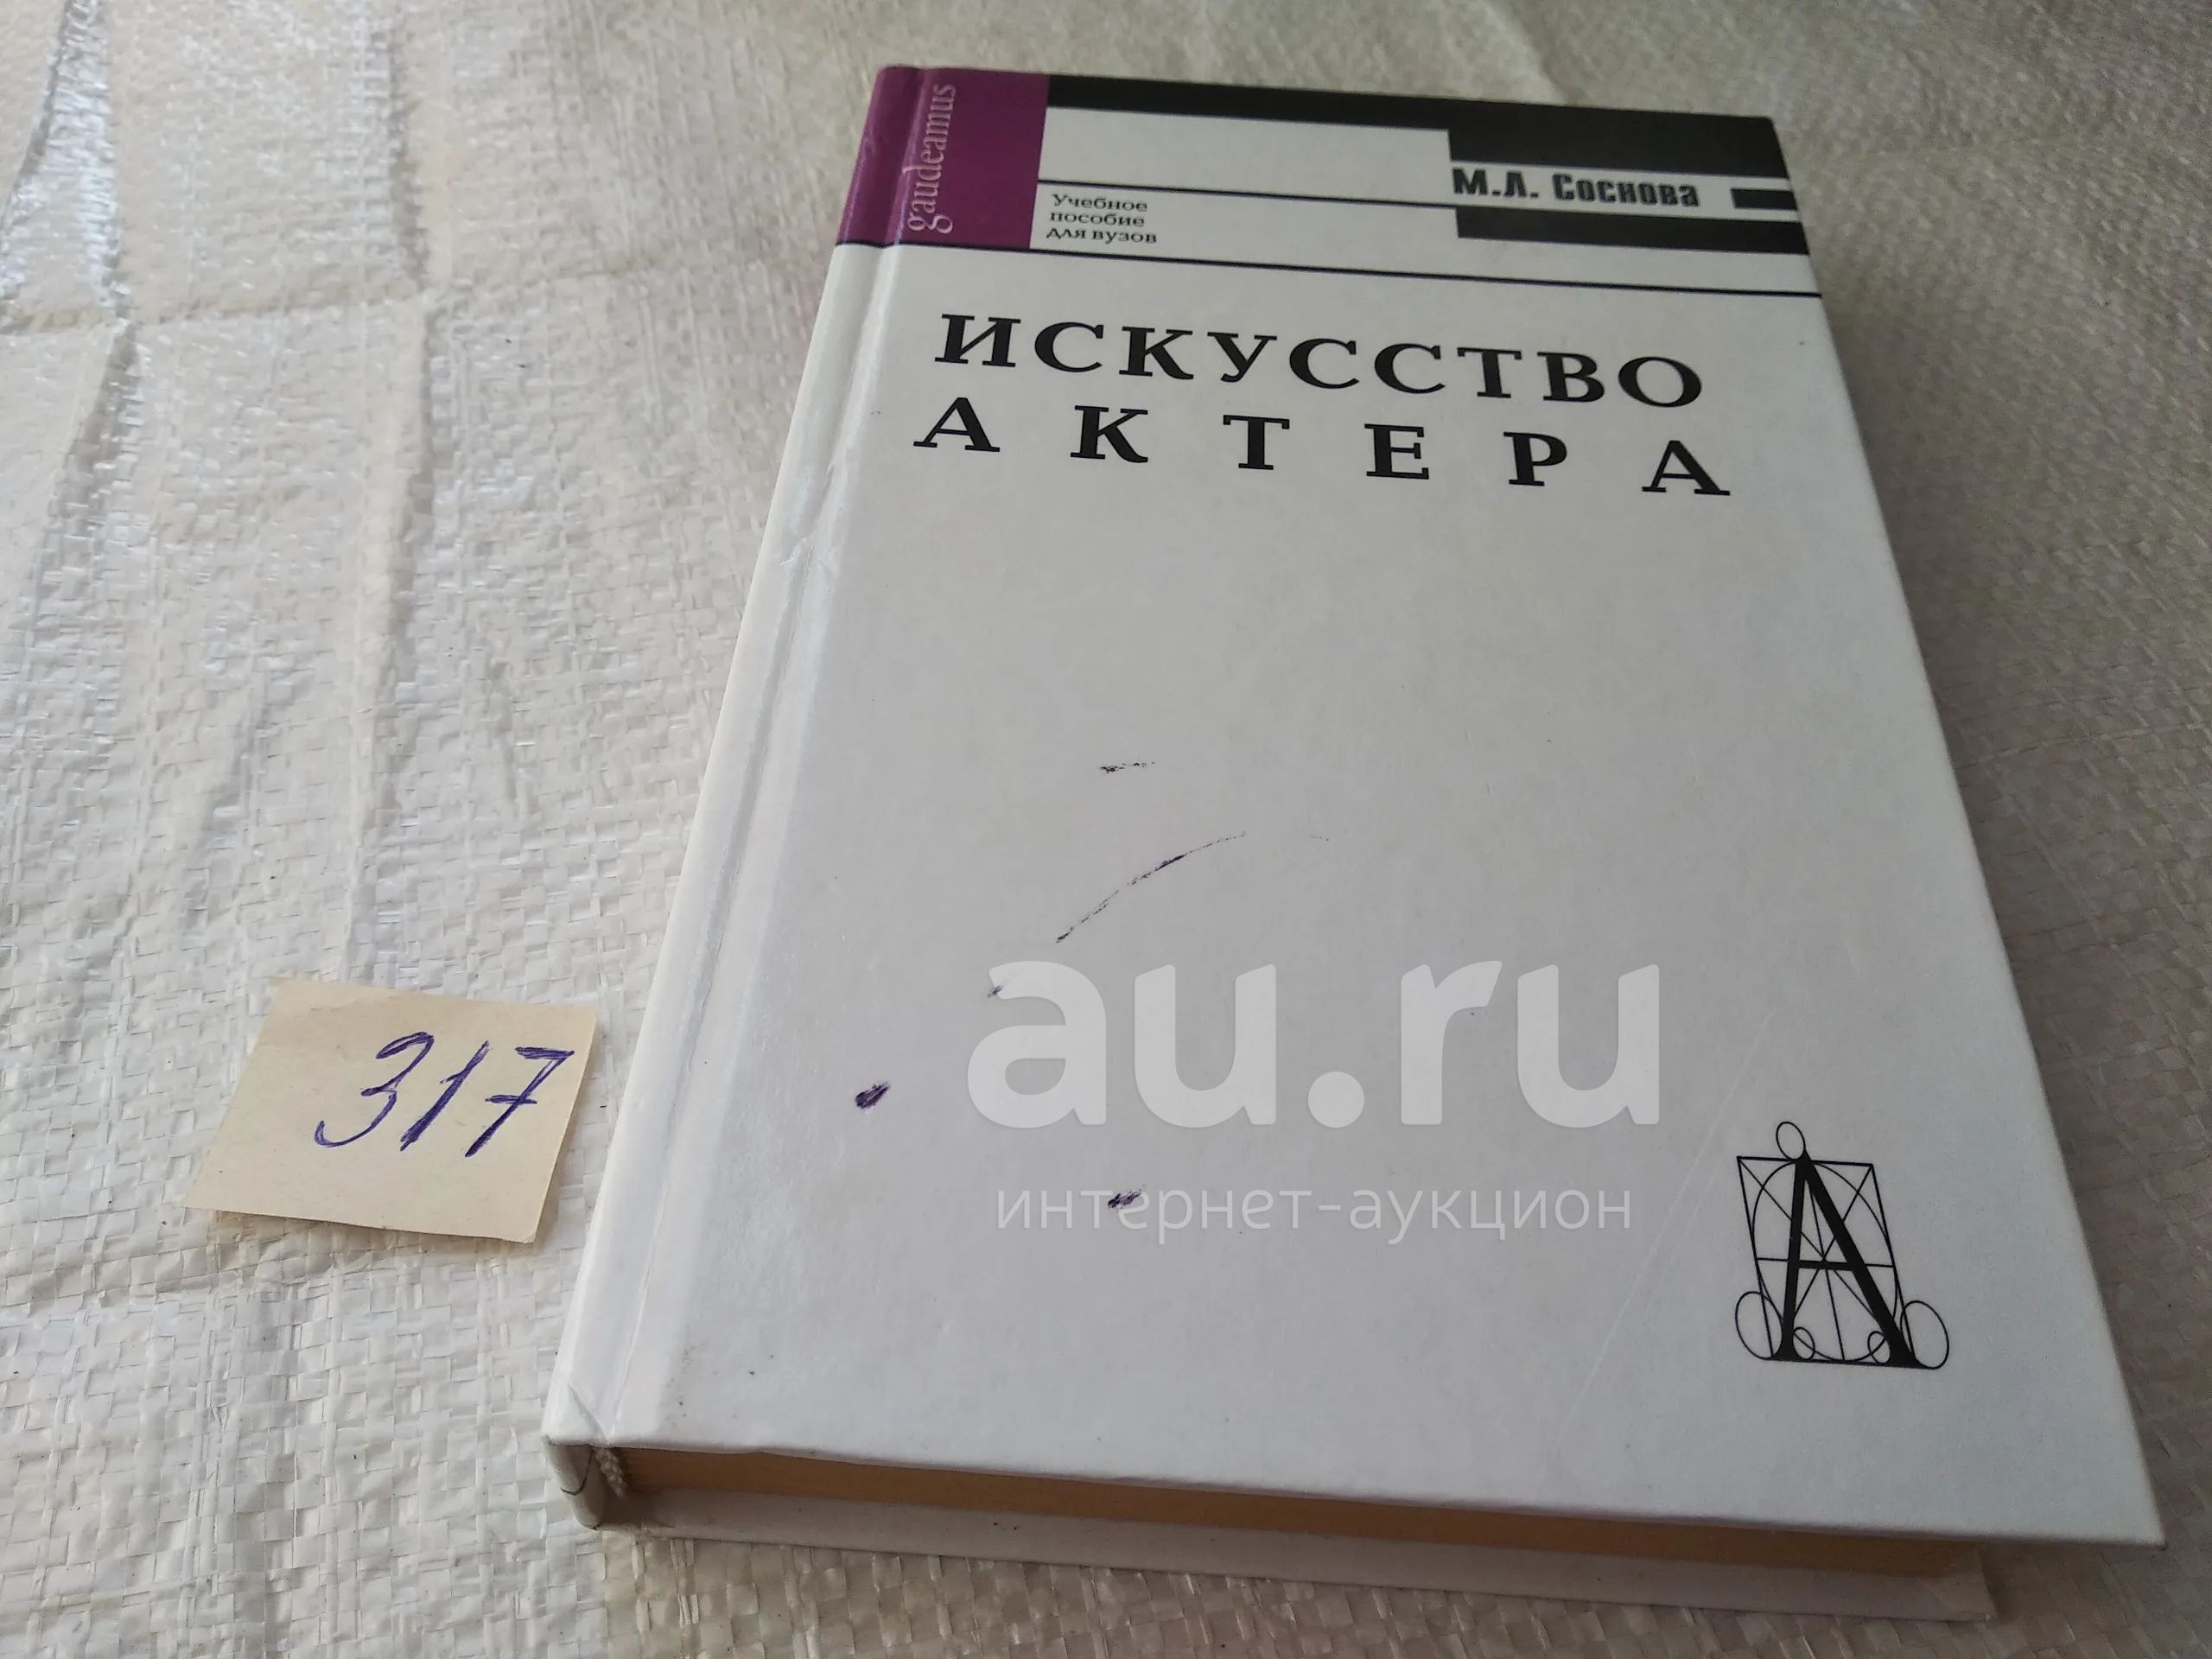 gaudeamus
М.Л. Соснова
Учебное
пособие
для вузов
ИСКУССТВО
АКТЕРА
au.ru
интернет-аукцион
317
А